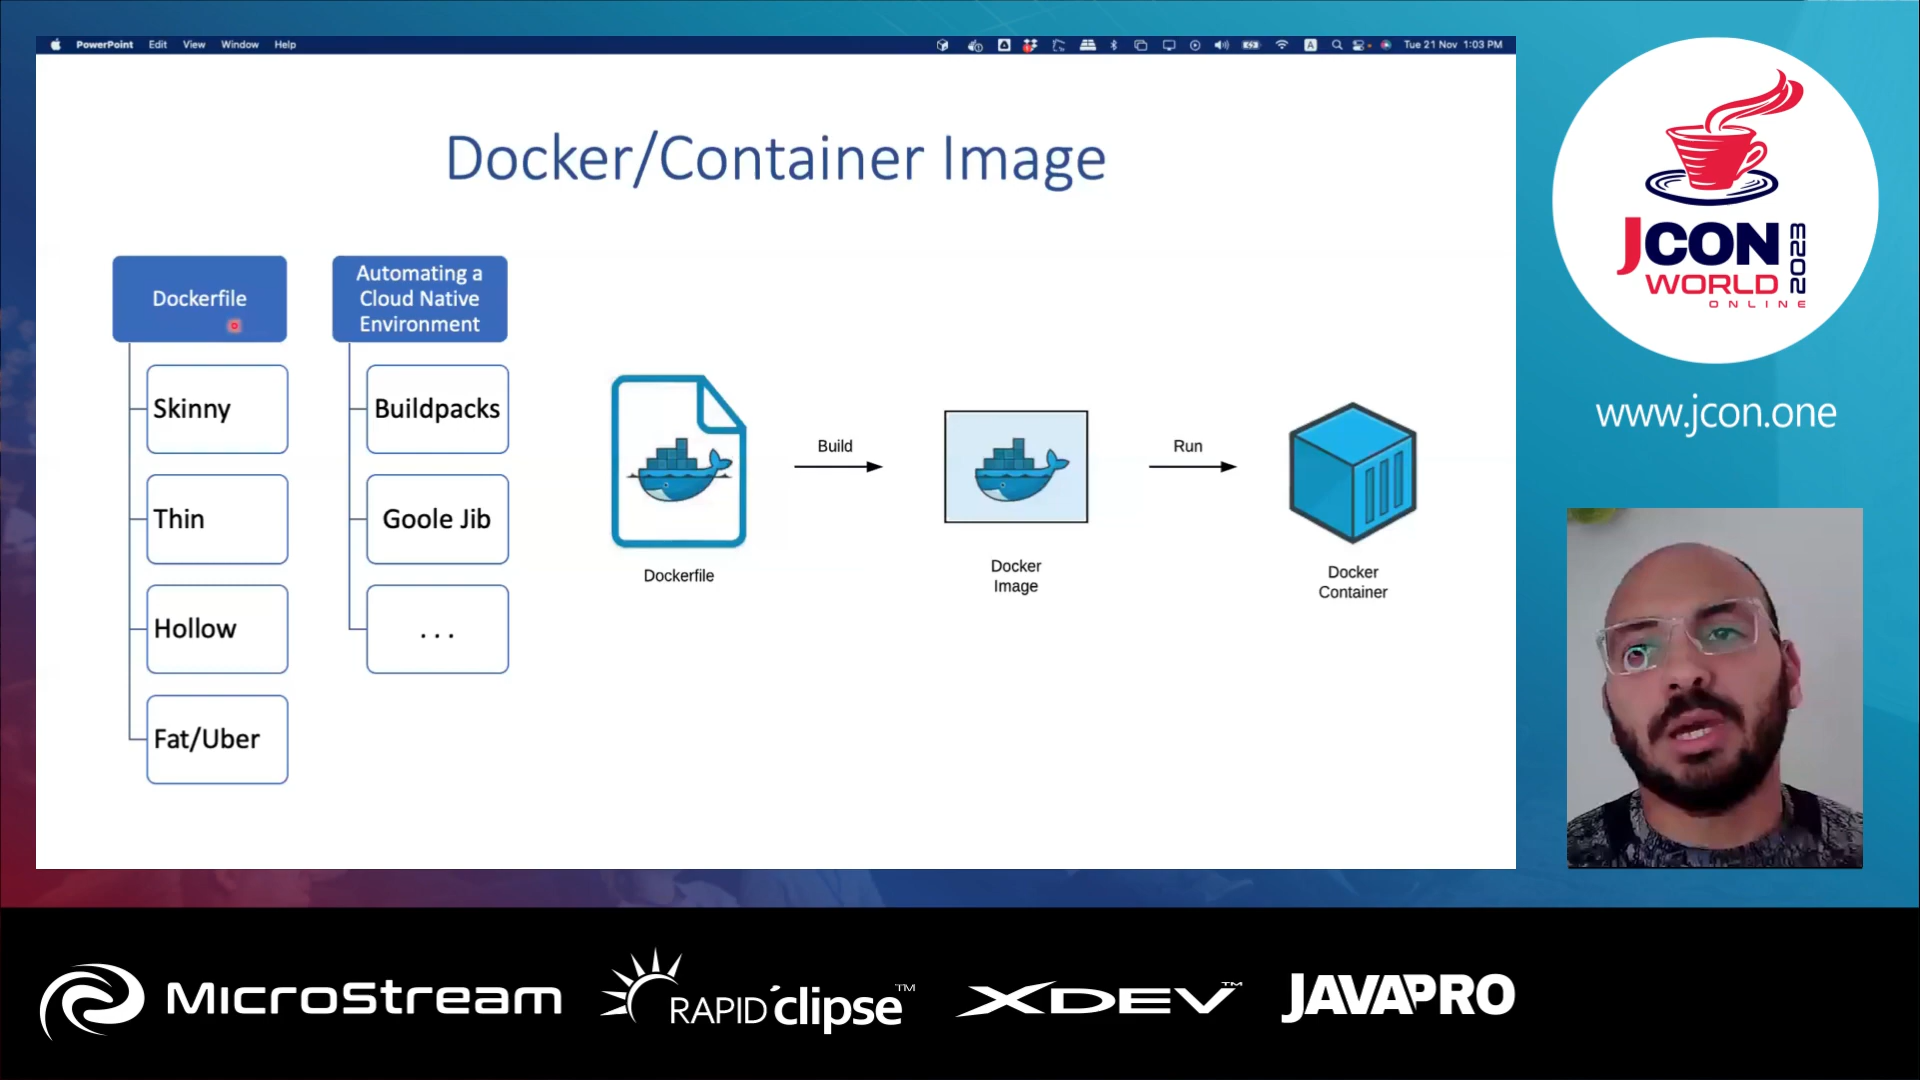 PowerPoint Edit View Window Help
A Tue 21 Nov 1:03 PM
Docker/Container Image
Dockerfile
Skinny
Thin
Hollow
Fat/Uber
Automating a
Cloud Native
Environment
Buildpacks
Goole Jib
...
Dockerfile
Build
Docker
Image
Run
Docker
Container
JCON
WORLD
ONLINE
2023
www.jcon.one
MicroStream
RAPID'clipse™
XDEV™
JAVAPRO